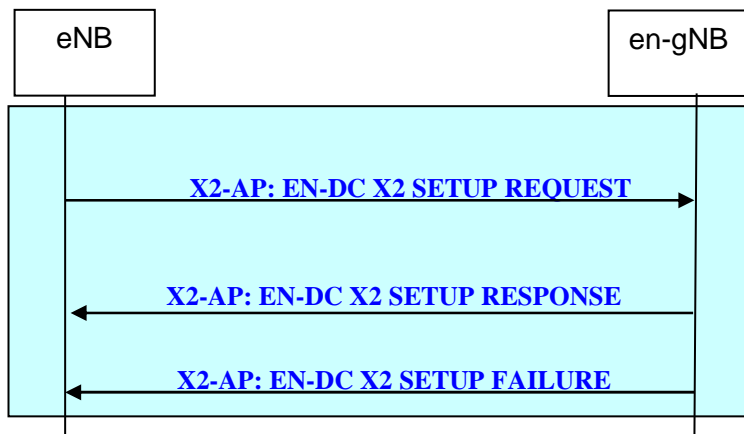 eNB
en-gNB
X2-AP: EN-DC X2 SETUP REQUEST
X2-AP: EN-DC X2 SETUP RESPONSE
X2-AP: EN-DC X2 SETUP FAILURE